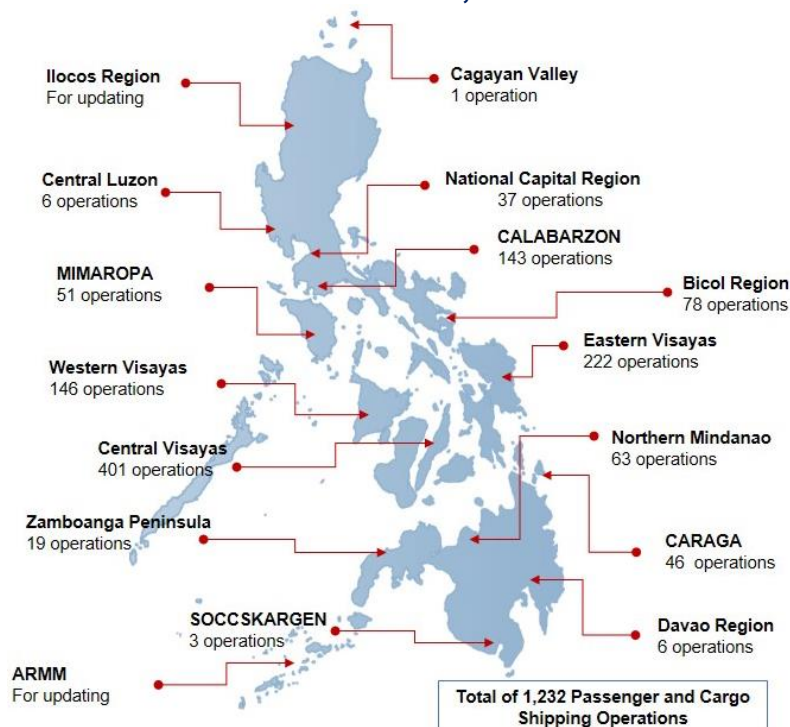 Ilocos Region
For updating
Cagayan Valley
1 operation
Central Luzon
6 operations
National Capital Region
37 operations
CALABARZON
143 operations
MIMAROPA
51 operations
Bicol Region
78 operations
Eastern Visayas
222 operations
Western Visayas
146 operations
Central Visayas
401 operations
Northern Mindanao
63 operations
Zamboanga Peninsula
19 operations
CARAGA
46 operations
SOCCSKARGEN
3 operations
Davao Region
6 operations
ARMM
For updating
Total of 1,232 Passenger and Cargo
Shipping Operations